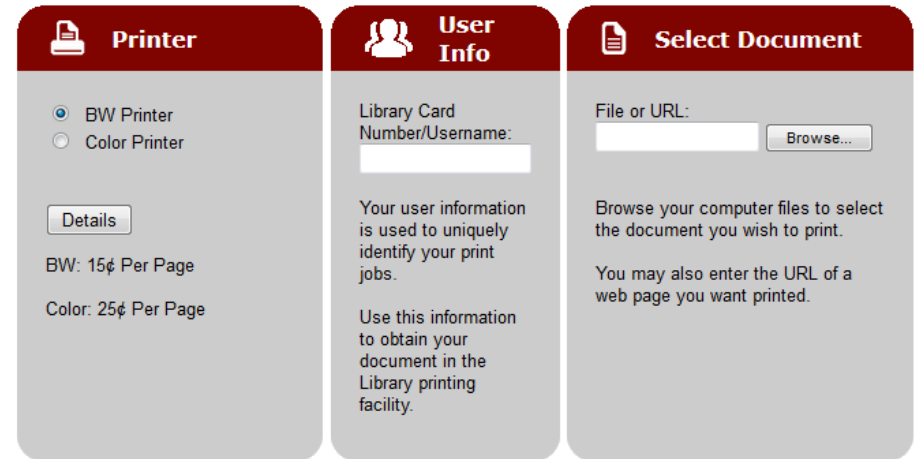 Printer
BW Printer
Color Printer
Details
BW: 15¢ Per Page
Color: 25¢ Per Page
User
Info
Library Card
Number/Username:
Your user information
is used to uniquely
identify your print
jobs.
Use this information
to obtain your
document in the
Library printing
facility.
Select Document
File or URL:
Browse...
Browse your computer files to select
the document you wish to print.
You may also enter the URL of a
web page you want printed.